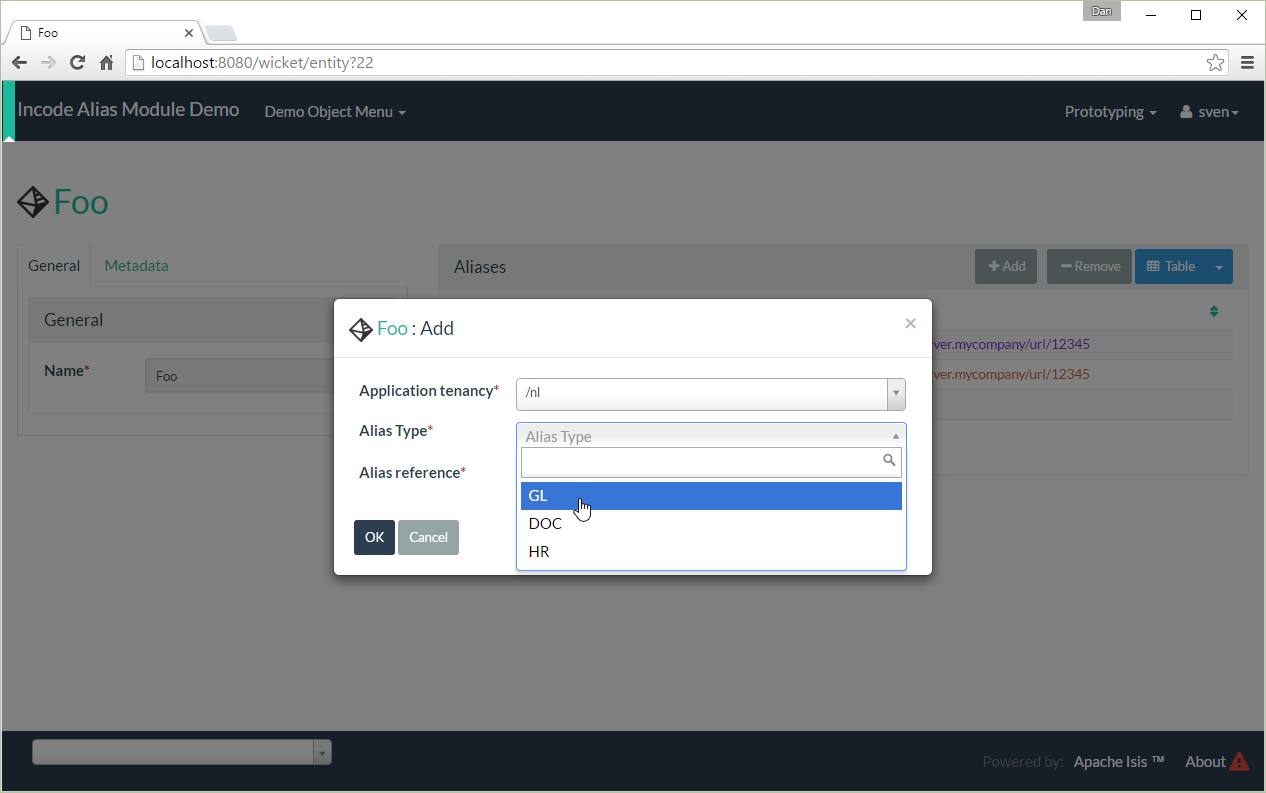 Dan
Foo
localhost:8080/wicket/entity?22
Incode Alias Module Demo Demo Object Menu Prototyping sven
Foo
General Metadata
Aliases Add Remove Table
General
Name* Foo
Foo : Add ×
Application tenancy* /nl
Alias Type* Alias Type
Alias reference*
GL
DOC
HR
OK Cancel
ver.mycompany/url/12345
ver.mycompany/url/12345
Powered by: Apache Isis ™ About